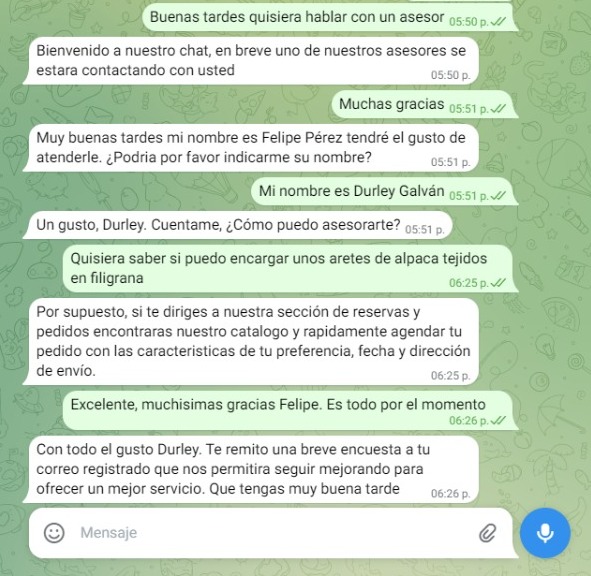 Buenas tardes quisiera hablar con un asesor 05:50 p.
Bienvenido a nuestro chat, en breve uno de nuestros asesores se
estara contactando con usted 05:50 p.
Muchas gracias 05:51 p.
Muy buenas tardes mi nombre es Felipe Pérez tendré el gusto de
atenderle. ¿Podria por favor indicarme su nombre? 05:51 p.
Mi nombre es Durley Galván 05:51 p.
Un gusto, Durley. Cuentame, ¿Cómo puedo asesorarte? 05:51 p.
Quisiera saber si puedo encargar unos aretes de alpaca tejidos
en filigrana 06:25 p.
Por supuesto, si te diriges a nuestra sección de reservas y
pedidos encontraras nuestro catalogo y rapidamente agendar tu
pedido con las caracteristicas de tu preferencia, fecha y dirección
de envío. 06:25 p.
Excelente, muchisimas gracias Felipe. Es todo por el momento
06:26 p.
Con todo el gusto Durley. Te remito una breve encuesta a tu
correo registrado que nos permitira seguir mejorando para
ofrecer un mejor servicio. Que tengas muy buena tarde 06:26 p.
Mensaje